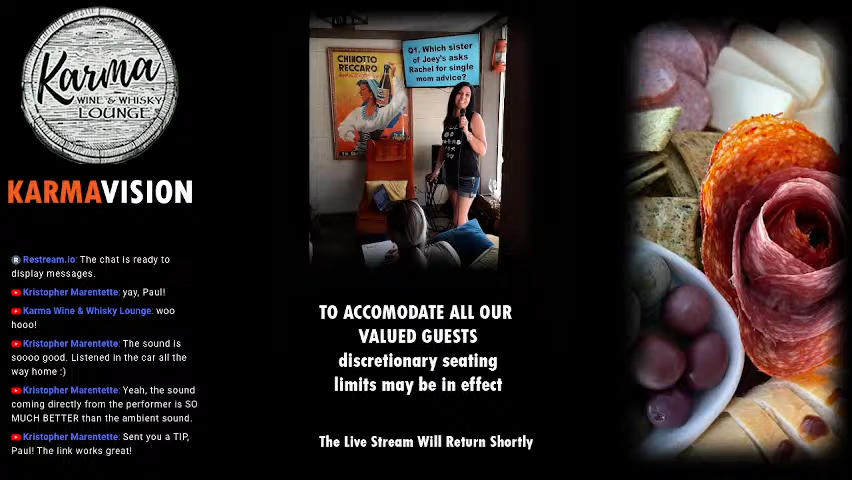 Karma
WINE & WHISKY
LOUNGE
KARMAVISION
Restream.io: The chat is ready to
display messages.
Kristopher Marentette: yay, Paul!
Karma Wine & Whisky Lounge: woo
hooo!
Kristopher Marentette: The sound is
soooo good. Listened in the car all the
way home :)
Kristopher Marentette: Yeah, the sound
coming directly from the performer is SO
MUCH BETTER than the ambient sound.
Kristopher Marentette: Sent you a TIP,
Paul! The link works great!
CHINOTTO
RECCARO
Q1. Which sister
of Joey's asks
Rachel for single
mom advice?
TO ACCOMODATE ALL OUR
VALUED GUESTS
discretionary seating
limits may be in effect
The Live Stream Will Return Shortly